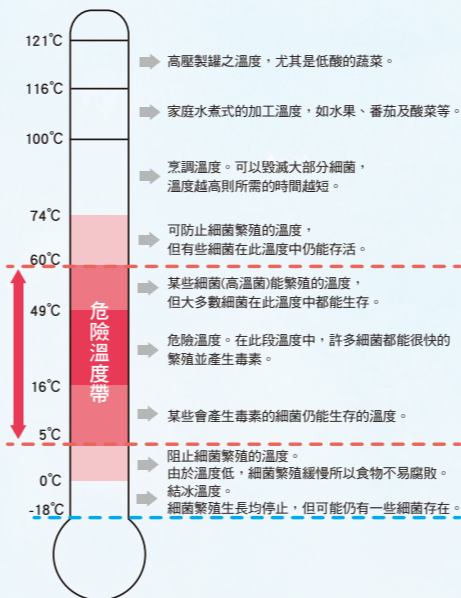 121℃
高壓製罐之溫度，尤其是低酸的蔬菜。
116℃
家庭水煮式的加工溫度，如水果、番茄及酸菜等。
100℃
烹調溫度。可以毀滅大部分細菌，
溫度越高則所需的時間越短。
74℃
可防止細菌繁殖的溫度，
但有些細菌在此溫度中仍能存活。
60℃
某些細菌(高溫菌)能繁殖的溫度，
但大多數細菌在此溫度中都能生存。
49℃
危險溫度帶
危險溫度。在此段溫度中，許多細菌都能很快的
繁殖並產生毒素。
16℃
某些會產生毒素的細菌仍能生存的溫度。
5℃
阻止細菌繁殖的溫度。
由於溫度低，細菌繁殖緩慢所以食物不易腐敗。
0℃
結冰溫度。
細菌繁殖生長均停止，但可能仍有一些細菌存在。
-18℃